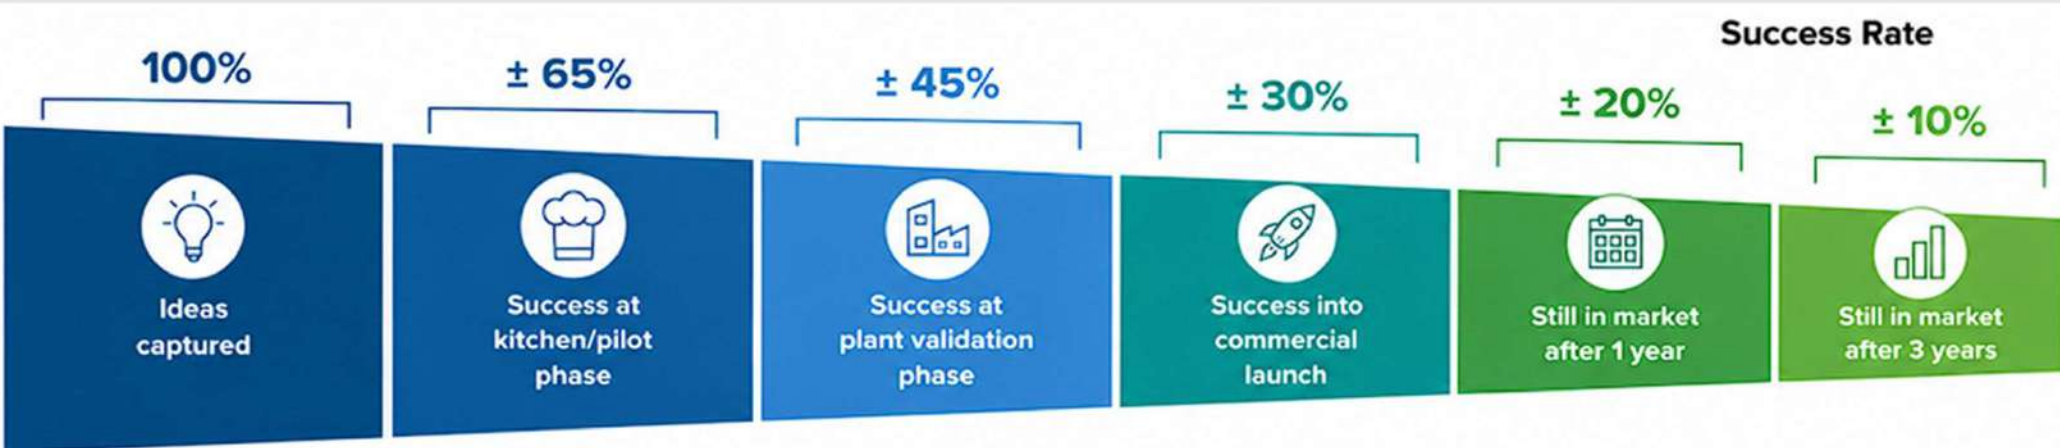 Success Rate
100%
± 65%
± 45%
± 30%
± 20%
± 10%
Ideas
captured
Success at
kitchen/pilot
phase
Success at
plant validation
phase
Success into
commercial
launch
Still in market
after 1 year
Still in market
after 3 years